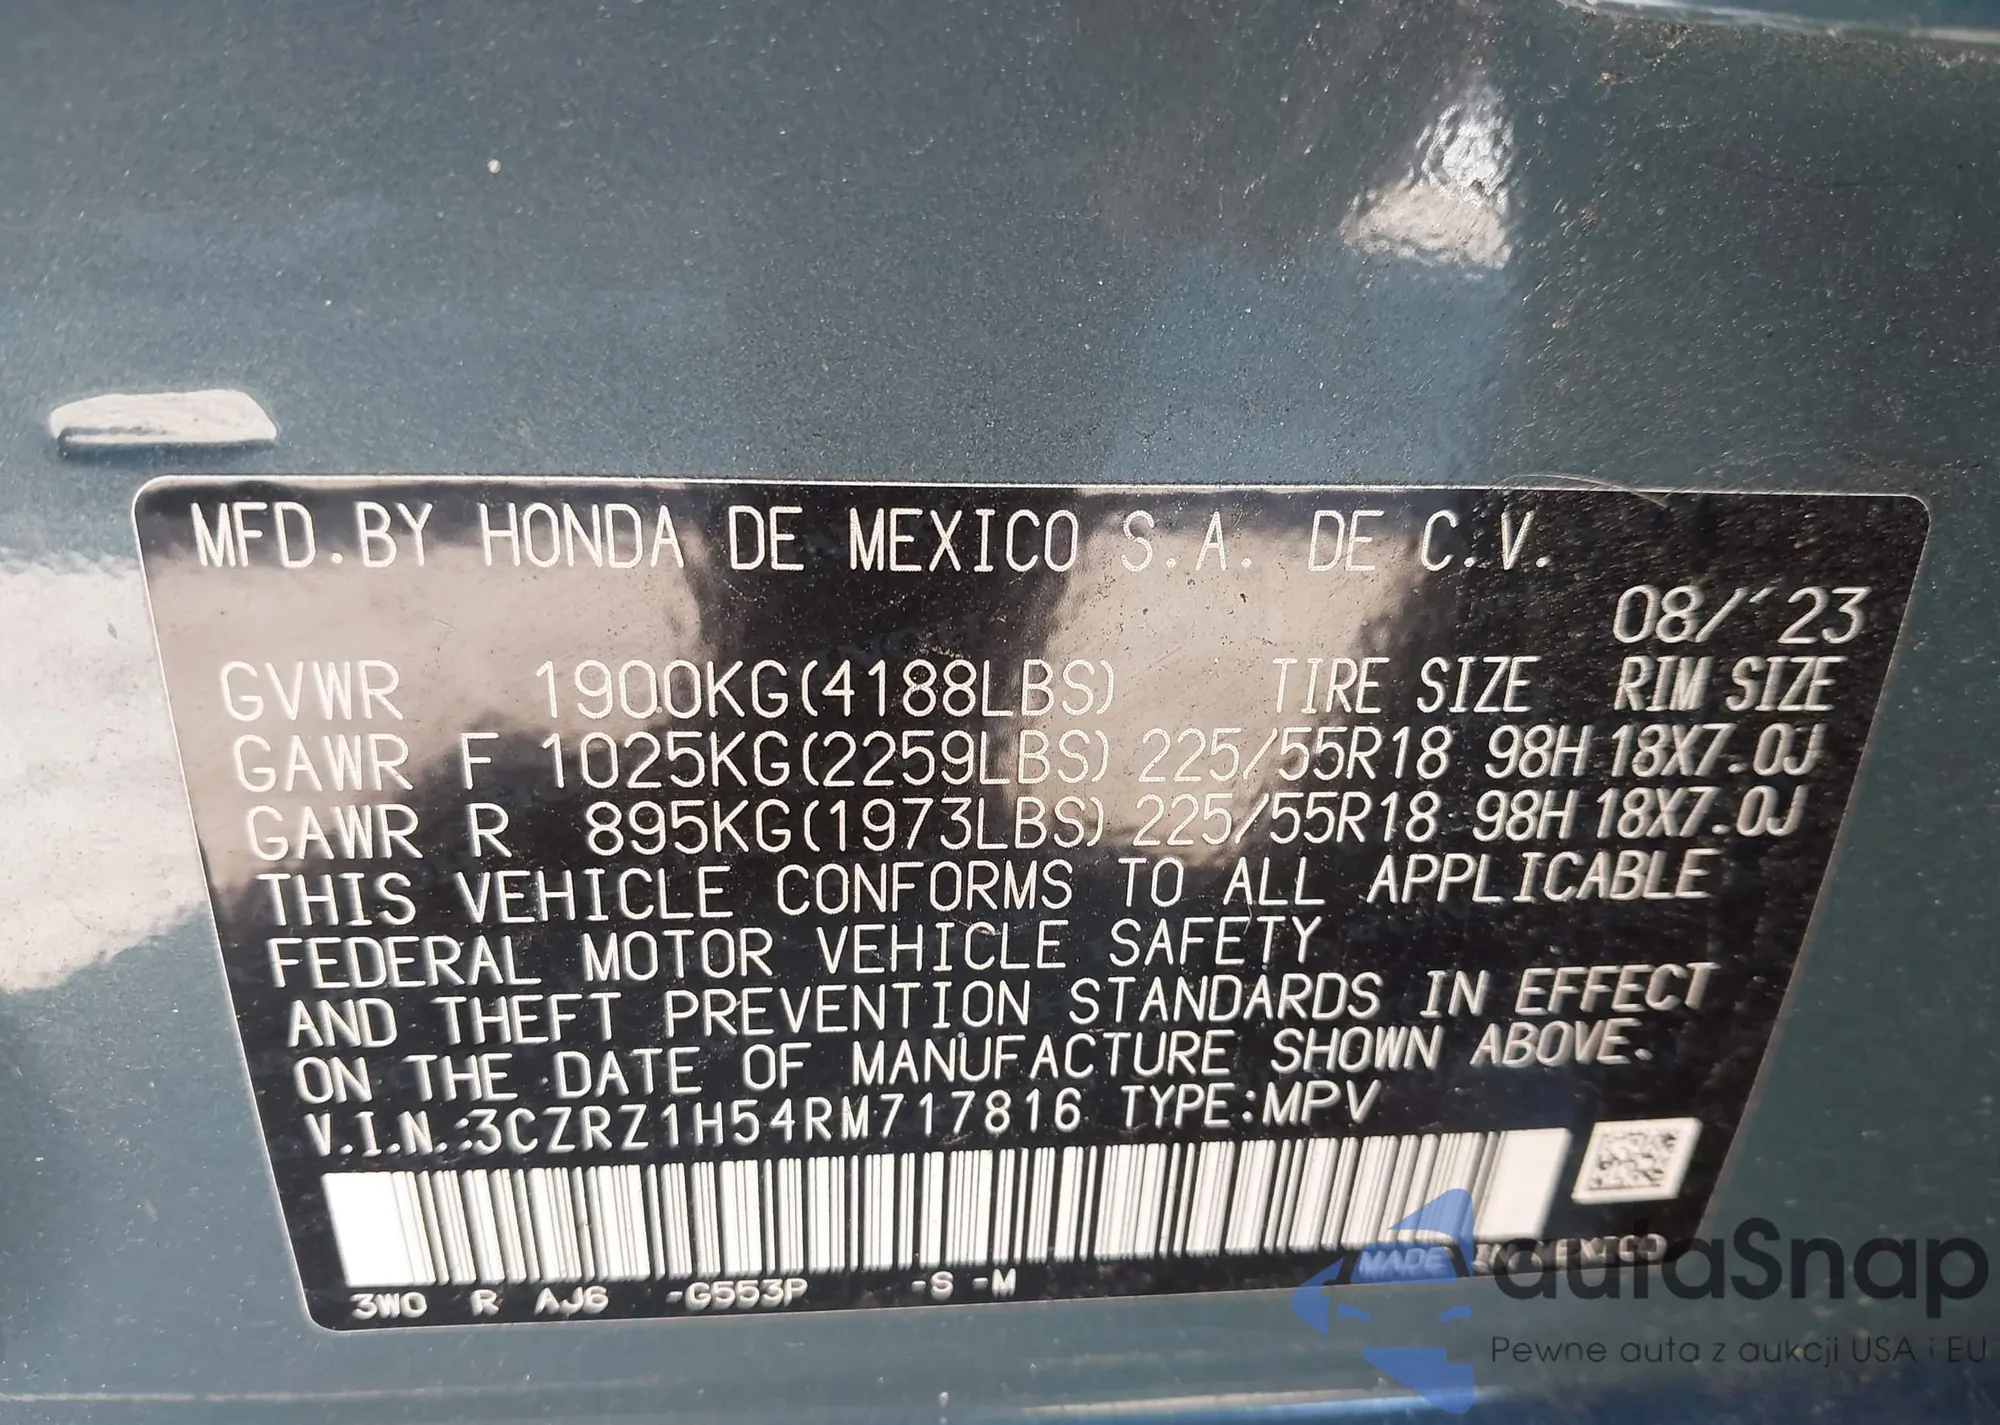 MFD.BY HONDA DE MEXICO S.A. DE C.V.
08/'23
GVWR 1900KG(4188LBS) TIRE SIZE RIM SIZE
GAWR F 1025KG(2259LBS) 225/55R18 98H 18X7.0J
GAWR R 895KG(1973LBS) 225/55R18 98H 18X7.0J
THIS VEHICLE CONFORMS TO ALL APPLICABLE
FEDERAL MOTOR VEHICLE SAFETY
AND THEFT PREVENTION STANDARDS IN EFFECT
ON THE DATE OF MANUFACTURE SHOWN ABOVE.
V.I.N.:3CZRZ1H54RM717816 TYPE:MPV
3W0 R AJ6 -G553P -S -M
MADE IN MEXICO
autaSnap
Pewne auta z aukcji USA i EU